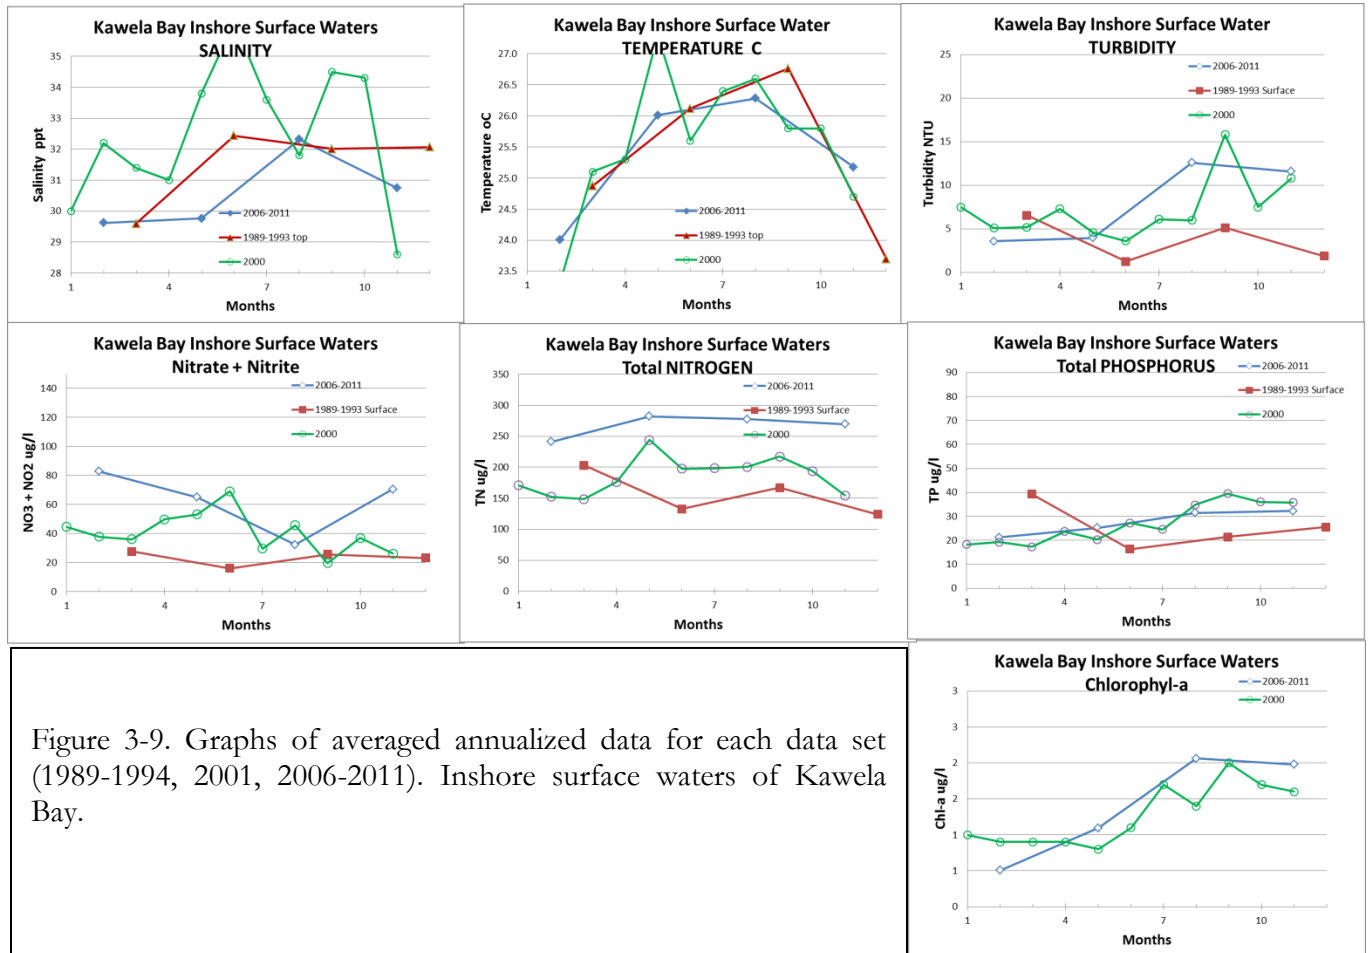 Kawela Bay Inshore Surface Waters
SALINITY
Salinity ppt
35
34
33
32
31
30
29
28
1
4
7
10
Months
2006-2011
1989-1993 top
2000
Kawela Bay Inshore Surface Water
TEMPERATURE C
Temperature oC
27.0
26.5
26.0
25.5
25.0
24.5
24.0
23.5
1
4
7
10
Months
2006-2011
1989-1993 top
2000
Kawela Bay Inshore Surface Water
TURBIDITY
Turbidity NTU
25
20
15
10
5
0
1
4
7
10
Months
2006-2011
1989-1993 Surface
2000
Kawela Bay Inshore Surface Waters
Nitrate + Nitrite
NO3 + NO2 ug/l
140
120
100
80
60
40
20
0
1
4
7
10
Months
2006-2011
1989-1993 Surface
2000
Kawela Bay Inshore Surface Waters
Total NITROGEN
TN ug/l
350
300
250
200
150
100
50
0
1
4
7
10
Months
2006-2011
1989-1993 Surface
2000
Kawela Bay Inshore Surface Waters
Total PHOSPHORUS
TP ug/l
90
80
70
60
50
40
30
20
10
0
1
4
7
10
Months
2006-2011
1989-1993 Surface
2000
Figure 3-9. Graphs of averaged annualized data for each data set
(1989-1994, 2001, 2006-2011). Inshore surface waters of Kawela
Bay.
Kawela Bay Inshore Surface Waters
Chlorophyl-a
Chl-a ug/l
3
3
2
2
1
1
0
1
4
7
10
Months
2006-2011
2000